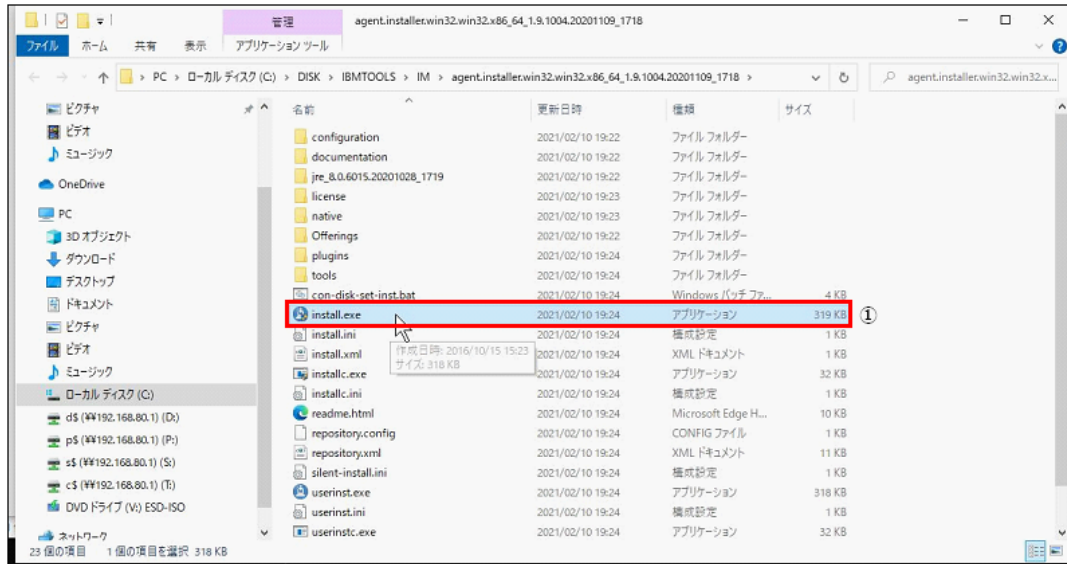 管理 agent.installer.win32.win32.x86_64_1.9.1004.20201109_1718
ファイル ホーム 共有 表示 アプリケーション ツール
PC › ローカル ディスク (C:) › DISK › IBMTOOLS › IM › agent.installer.win32.win32.x86_64_1.9.1004.20201109_1718 › agent.installer.win32.win32.x...
ピクチャ
ビデオ
ミュージック
OneDrive
PC
3D オブジェクト
ダウンロード
デスクトップ
ドキュメント
ピクチャ
ビデオ
ミュージック
ローカル ディスク (C:)
d$ (¥¥192.168.80.1) (D:)
p$ (¥¥192.168.80.1) (P:)
s$ (¥¥192.168.80.1) (S:)
c$ (¥¥192.168.80.1) (T:)
DVD ドライブ (V:) ESD-ISO
ネットワーク
名前 更新日時 種類 サイズ
configuration 2021/02/10 19:22 ファイル フォルダー
documentation 2021/02/10 19:22 ファイル フォルダー
jre_8.0.6015.20201028_1719 2021/02/10 19:22 ファイル フォルダー
license 2021/02/10 19:23 ファイル フォルダー
native 2021/02/10 19:23 ファイル フォルダー
Offerings 2021/02/10 19:22 ファイル フォルダー
plugins 2021/02/10 19:24 ファイル フォルダー
tools 2021/02/10 19:24 ファイル フォルダー
con-disk-set-inst.bat 2021/02/10 19:24 Windows バッチ ファ... 4 KB
install.exe 2021/02/10 19:24 アプリケーション 319 KB ①
install.ini 2021/02/10 19:24 構成設定 1 KB
作成日時: 2016/10/15 15:23
サイズ: 318 KB
install.xml 2021/02/10 19:24 XML ドキュメント 1 KB
installc.exe 2021/02/10 19:24 アプリケーション 32 KB
installc.ini 2021/02/10 19:24 構成設定 1 KB
readme.html 2021/02/10 19:24 Microsoft Edge H... 10 KB
repository.config 2021/02/10 19:24 CONFIG ファイル 1 KB
repository.xml 2021/02/10 19:24 XML ドキュメント 11 KB
silent-install.ini 2021/02/10 19:24 構成設定 1 KB
userinst.exe 2021/02/10 19:24 アプリケーション 318 KB
userinst.ini 2021/02/10 19:24 構成設定 1 KB
userinstc.exe 2021/02/10 19:24 アプリケーション 32 KB
23 個の項目 1 個の項目を選択 318 KB